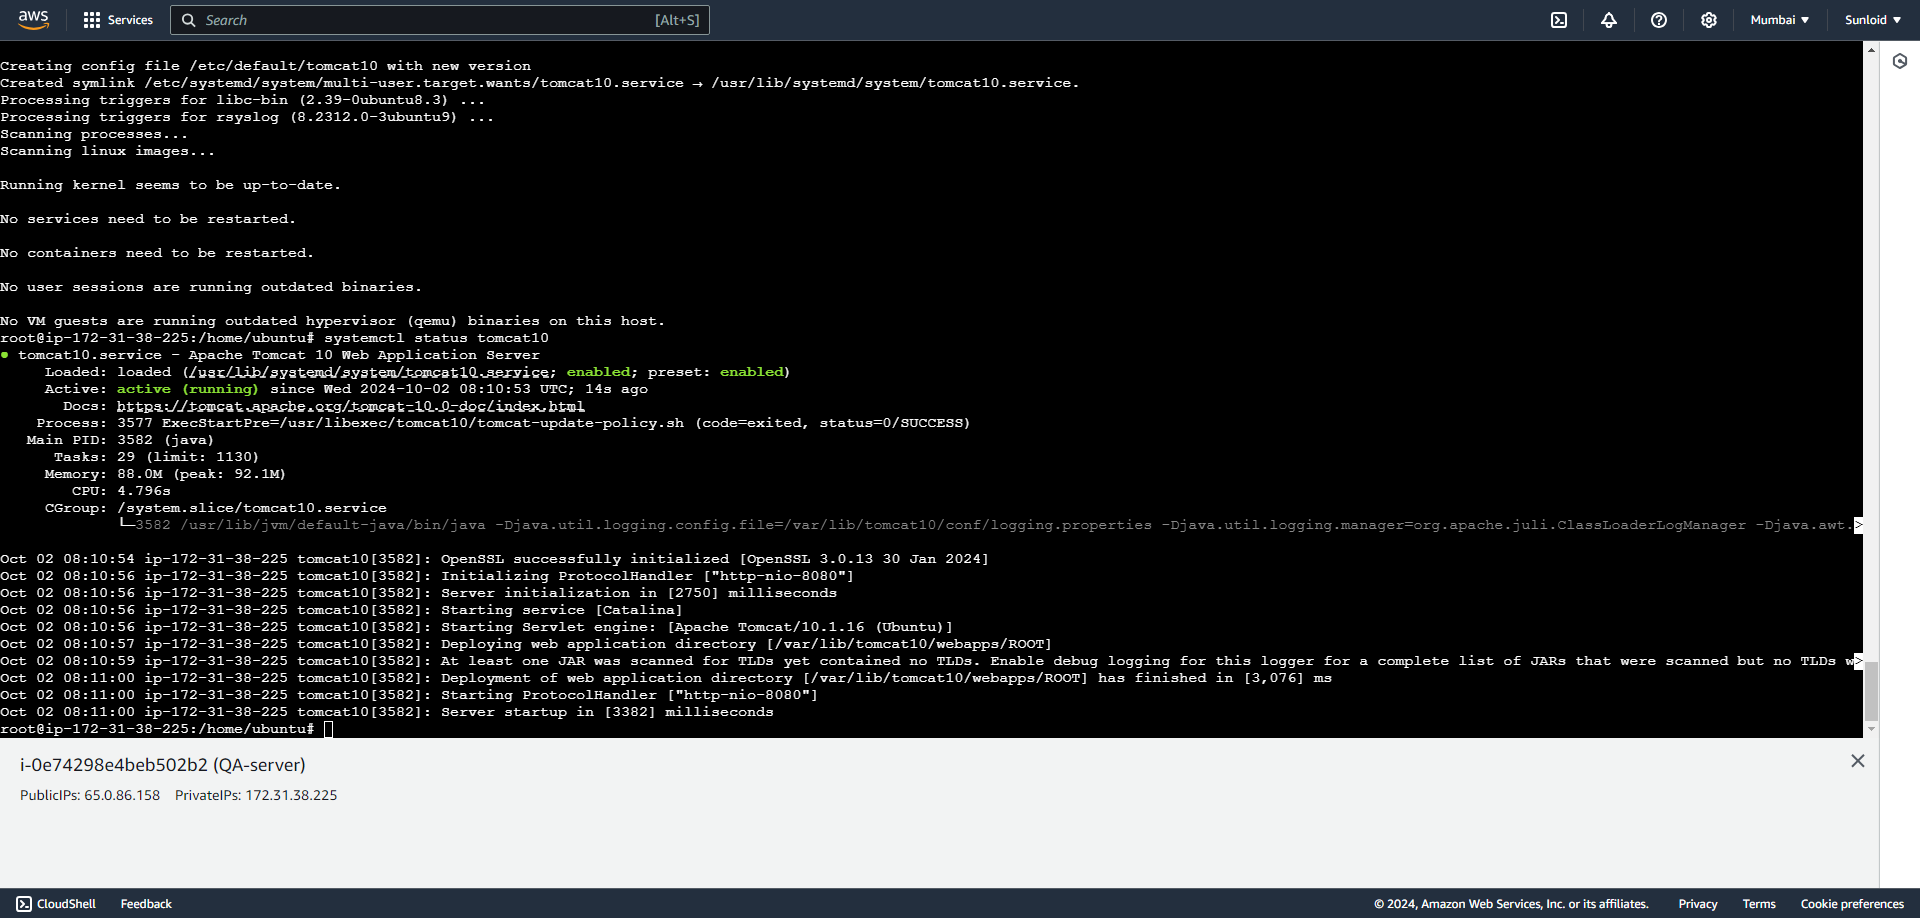 aws Services Search [Alt+S] Mumbai ▼ Sunloid ▼
Creating config file /etc/default/tomcat10 with new version
Created symlink /etc/systemd/system/multi-user.target.wants/tomcat10.service → /usr/lib/systemd/system/tomcat10.service.
Processing triggers for libc-bin (2.39-0ubuntu8.3) ...
Processing triggers for rsyslog (8.2312.0-3ubuntu9) ...
Scanning processes...
Scanning linux images...
Running kernel seems to be up-to-date.
No services need to be restarted.
No containers need to be restarted.
No user sessions are running outdated binaries.
No VM guests are running outdated hypervisor (qemu) binaries on this host.
root@ip-172-31-38-225:/home/ubuntu# systemctl status tomcat10
● tomcat10.service - Apache Tomcat 10 Web Application Server
Loaded: loaded (/usr/lib/systemd/system/tomcat10.service; enabled; preset: enabled)
Active: active (running) since Wed 2024-10-02 08:10:53 UTC; 14s ago
Docs: https://tomcat.apache.org/tomcat-10.0-doc/index.html
Process: 3577 ExecStartPre=/usr/libexec/tomcat10/tomcat-update-policy.sh (code=exited, status=0/SUCCESS)
Main PID: 3582 (java)
Tasks: 29 (limit: 1130)
Memory: 88.0M (peak: 92.1M)
CPU: 4.796s
CGroup: /system.slice/tomcat10.service
└─3582 /usr/lib/jvm/default-java/bin/java -Djava.util.logging.config.file=/var/lib/tomcat10/conf/logging.properties -Djava.util.logging.manager=org.apache.juli.ClassLoaderLogManager -Djava.awt.>
Oct 02 08:10:54 ip-172-31-38-225 tomcat10[3582]: OpenSSL successfully initialized [OpenSSL 3.0.13 30 Jan 2024]
Oct 02 08:10:56 ip-172-31-38-225 tomcat10[3582]: Initializing ProtocolHandler ["http-nio-8080"]
Oct 02 08:10:56 ip-172-31-38-225 tomcat10[3582]: Server initialization in [2750] milliseconds
Oct 02 08:10:56 ip-172-31-38-225 tomcat10[3582]: Starting service [Catalina]
Oct 02 08:10:56 ip-172-31-38-225 tomcat10[3582]: Starting Servlet engine: [Apache Tomcat/10.1.16 (Ubuntu)]
Oct 02 08:10:57 ip-172-31-38-225 tomcat10[3582]: Deploying web application directory [/var/lib/tomcat10/webapps/ROOT]
Oct 02 08:10:59 ip-172-31-38-225 tomcat10[3582]: At least one JAR was scanned for TLDs yet contained no TLDs. Enable debug logging for this logger for a complete list of JARs that were scanned but no TLDs w>
Oct 02 08:11:00 ip-172-31-38-225 tomcat10[3582]: Deployment of web application directory [/var/lib/tomcat10/webapps/ROOT] has finished in [3,076] ms
Oct 02 08:11:00 ip-172-31-38-225 tomcat10[3582]: Starting ProtocolHandler ["http-nio-8080"]
Oct 02 08:11:00 ip-172-31-38-225 tomcat10[3582]: Server startup in [3382] milliseconds
root@ip-172-31-38-225:/home/ubuntu#
i-0e74298e4beb502b2 (QA-server)
PublicIPs: 65.0.86.158 PrivateIPs: 172.31.38.225
CloudShell Feedback © 2024, Amazon Web Services, Inc. or its affiliates. Privacy Terms Cookie preferences